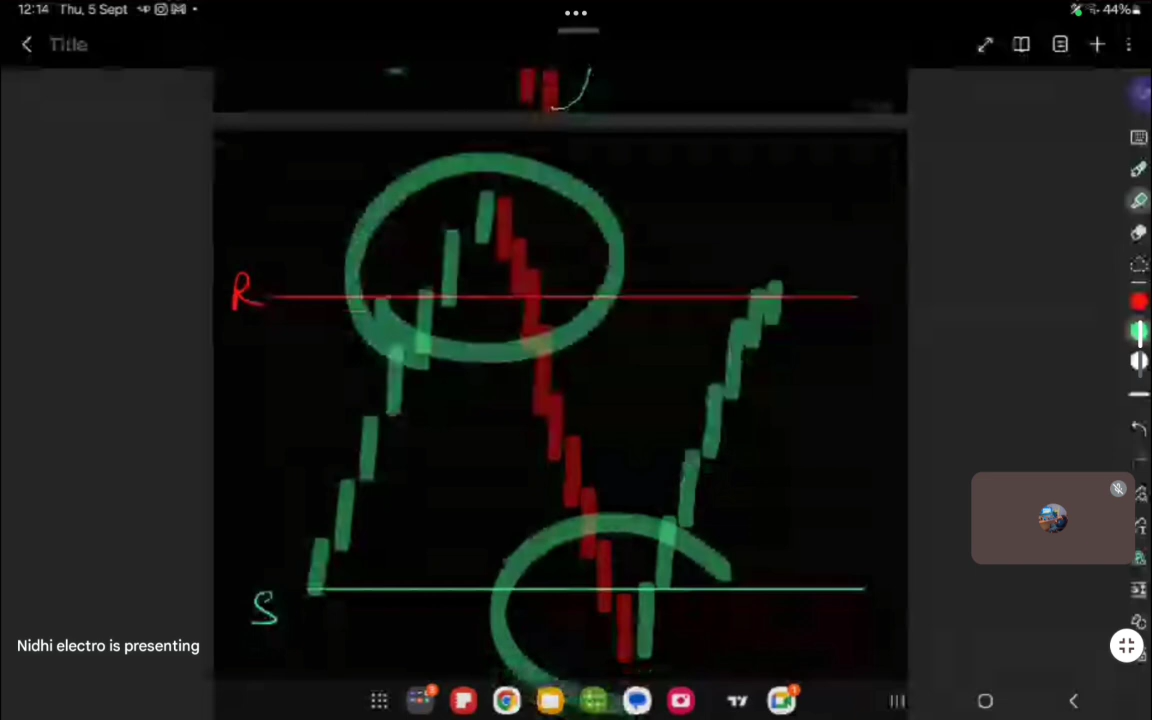 12:14 Thu, 5 Sept
44%
Title
R
S
Nidhi electro is presenting